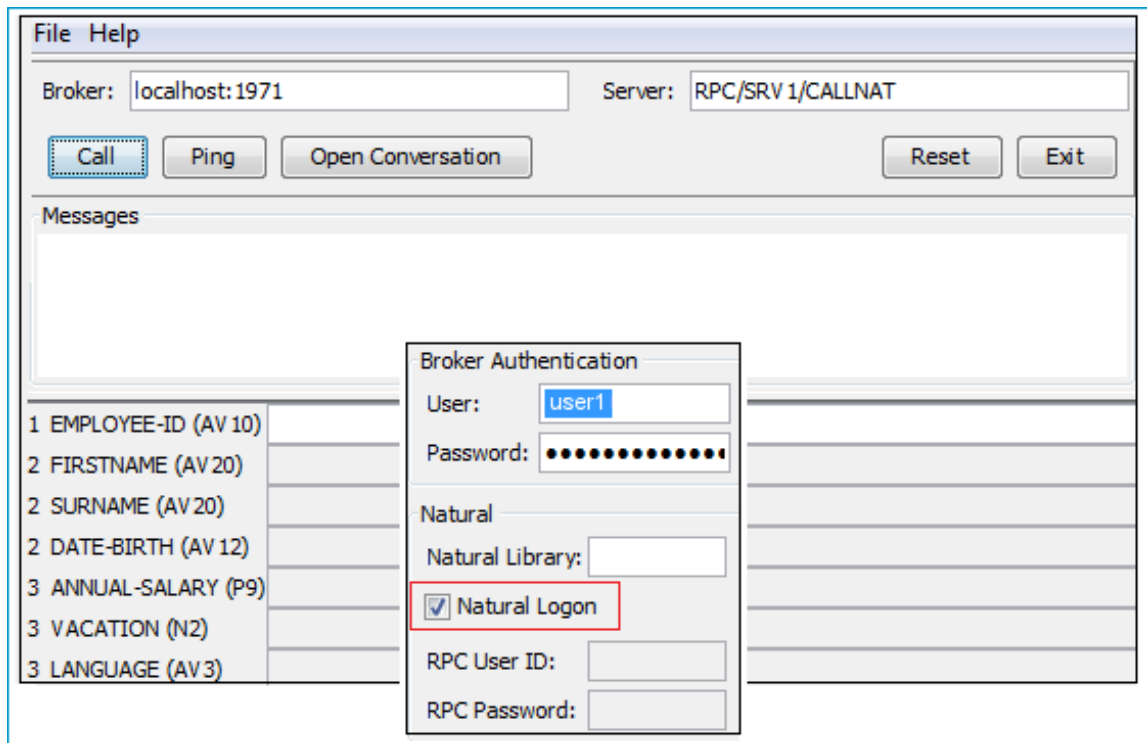 File Help
Broker: localhost:1971 Server: RPC/SRV1/CALLNAT
Call Ping Open Conversation Reset Exit
Messages
1 EMPLOYEE-ID (AV10)
2 FIRSTNAME (AV20)
2 SURNAME (AV20)
2 DATE-BIRTH (AV12)
3 ANNUAL-SALARY (P9)
3 VACATION (N2)
3 LANGUAGE (AV3)
Broker Authentication
User: user1
Password: ●●●●●●●●●●●●●
Natural
Natural Library:
Natural Logon
RPC User ID:
RPC Password: